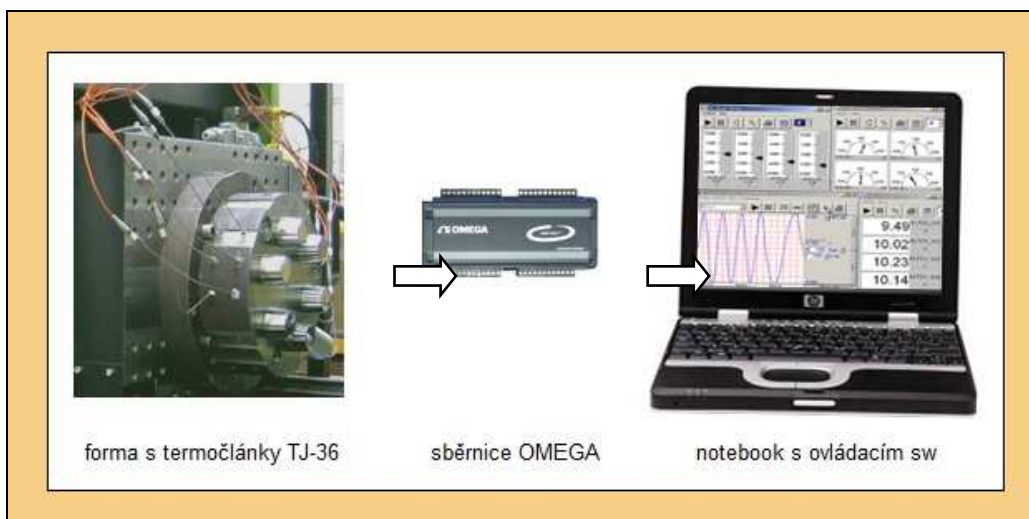 OMEGA
9.49
10.02
10.23
10.14
hp
forma s termočlánky TJ-36
sběrnice OMEGA
notebook s ovládacím sw